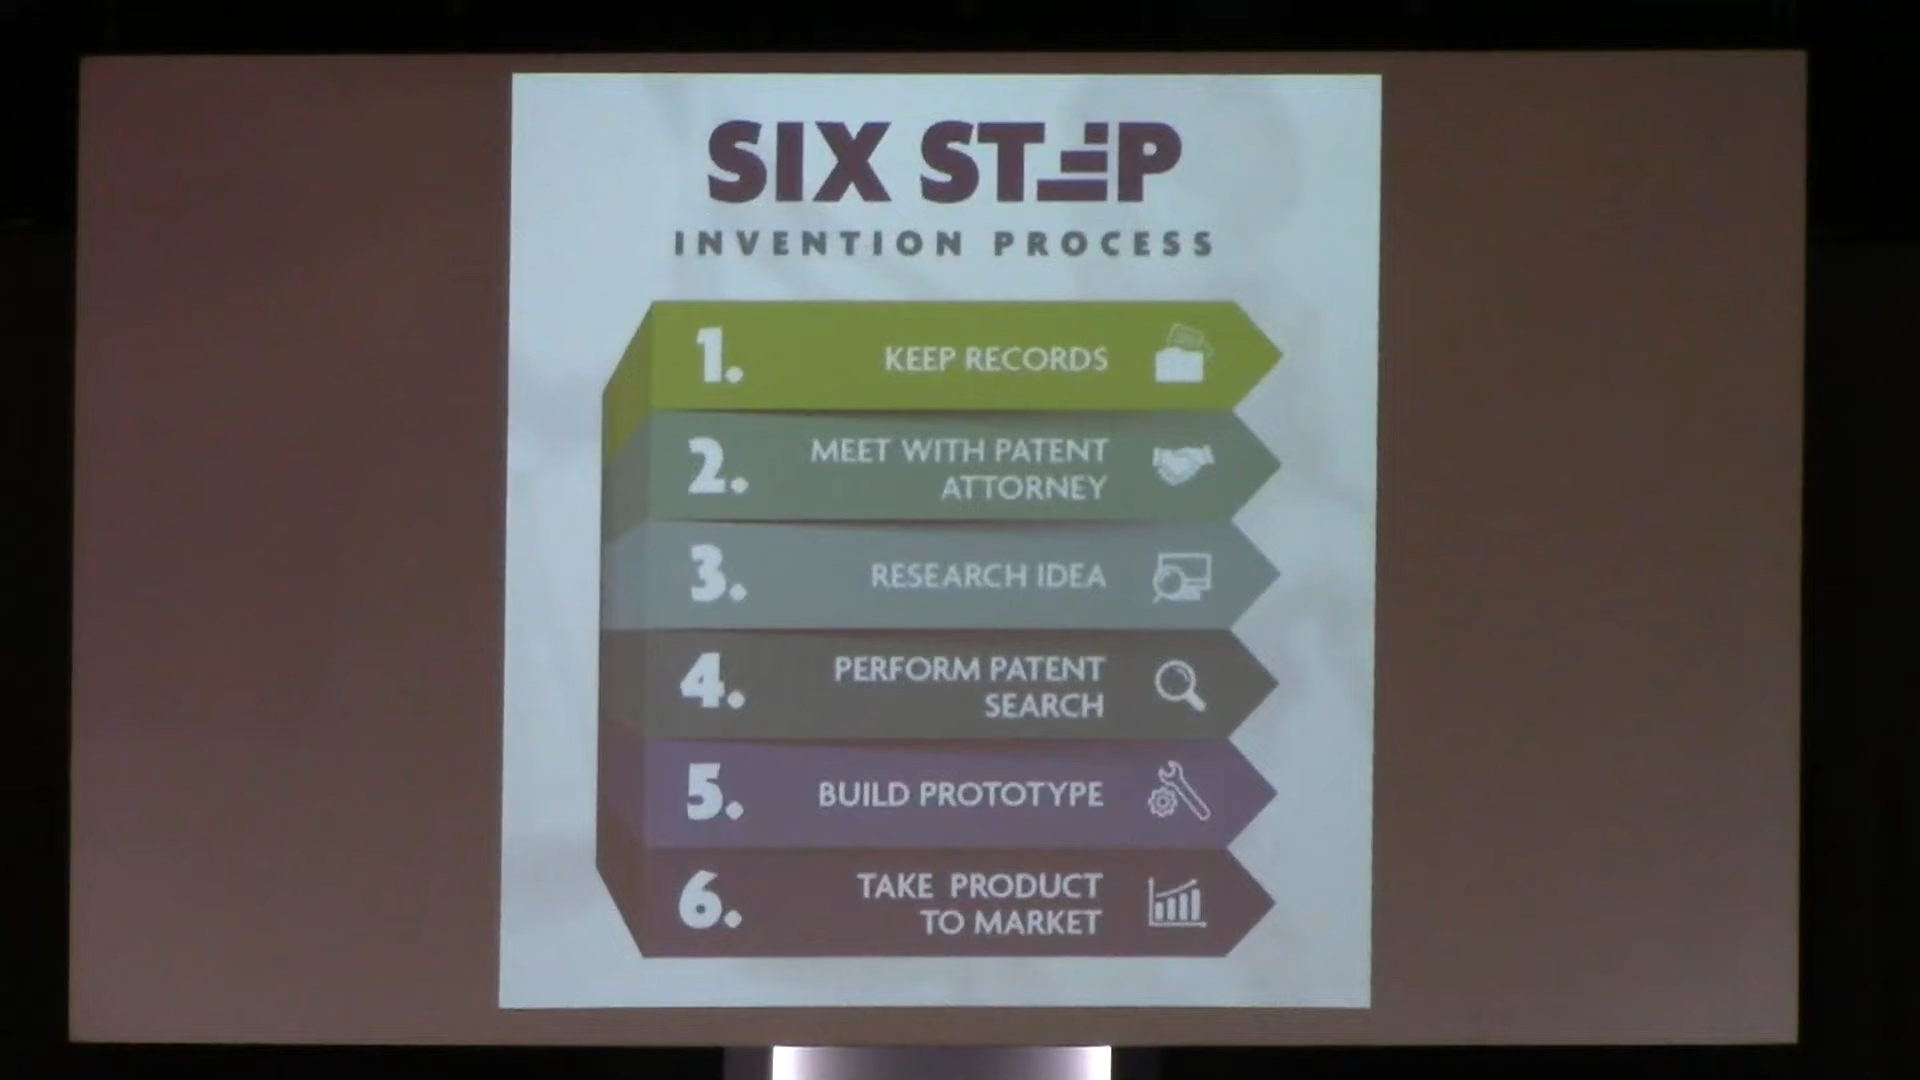 SIX STEP
INVENTION PROCESS
1. KEEP RECORDS
2. MEET WITH PATENT
ATTORNEY
3. RESEARCH IDEA
4. PERFORM PATENT
SEARCH
5. BUILD PROTOTYPE
6. TAKE PRODUCT
TO MARKET